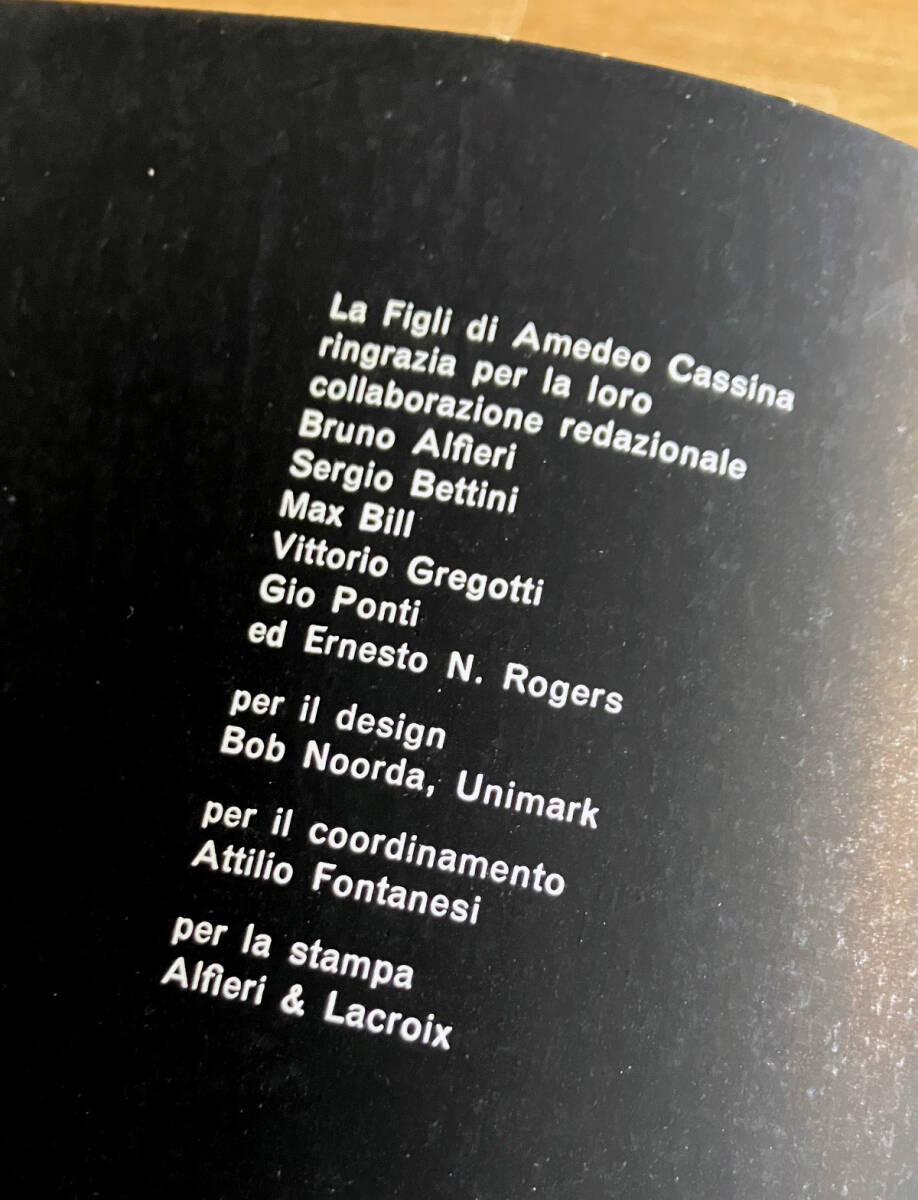 La Figli di Amedeo Cassina
ringrazia per la loro
collaborazione redazionale
Bruno Alfieri
Sergio Bettini
Max Bill
Vittorio Gregotti
Gio Ponti
ed Ernesto N. Rogers
per il design
Bob Noorda, Unimark
per il coordinamento
Attilio Fontanesi
per la stampa
Alfieri & Lacroix